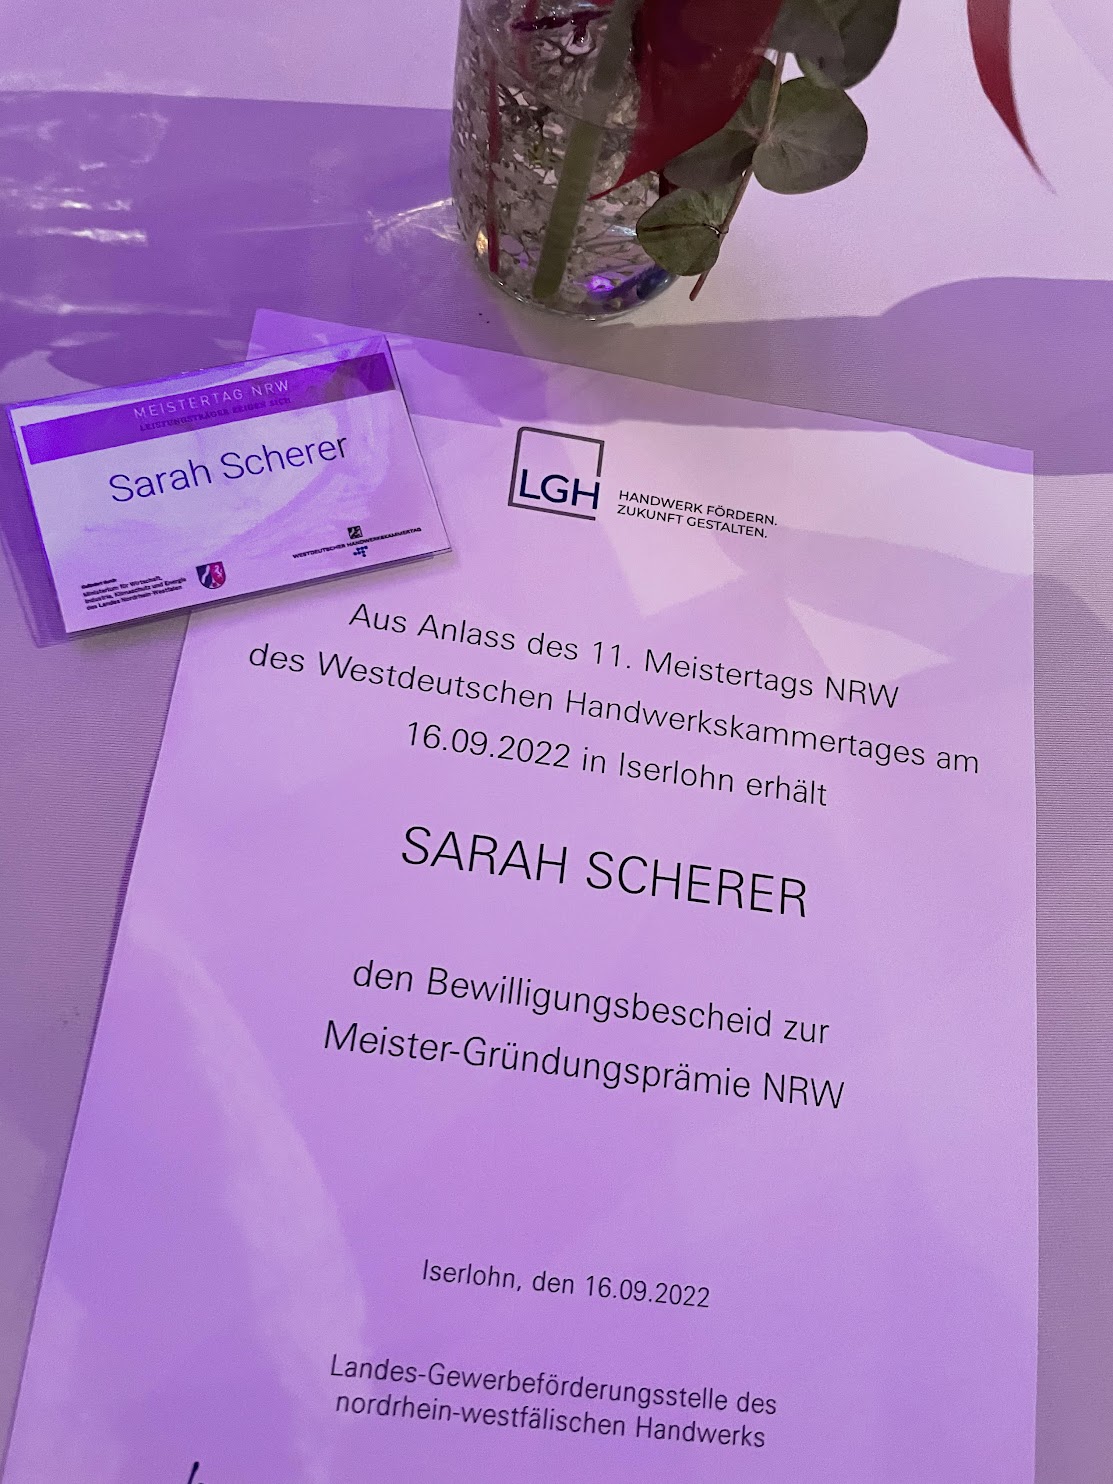 MEISTERTAG NRW
LEISTUNGSTRÄGER ZEIGEN SICH
Sarah Scherer
WESTDEUTSCHER HANDWERKSKAMMERTAG
Gefördert durch:
Ministerium für Wirtschaft,
Industrie, Klimaschutz und Energie
des Landes Nordrhein-Westfalen
LGH
HANDWERK FÖRDERN.
ZUKUNFT GESTALTEN.
Aus Anlass des 11. Meistertags NRW
des Westdeutschen Handwerkskammertages am
16.09.2022 in Iserlohn erhält
SARAH SCHERER
den Bewilligungsbescheid zur
Meister-Gründungsprämie NRW
Iserlohn, den 16.09.2022
Landes-Gewerbeförderungsstelle des
nordrhein-westfälischen Handwerks